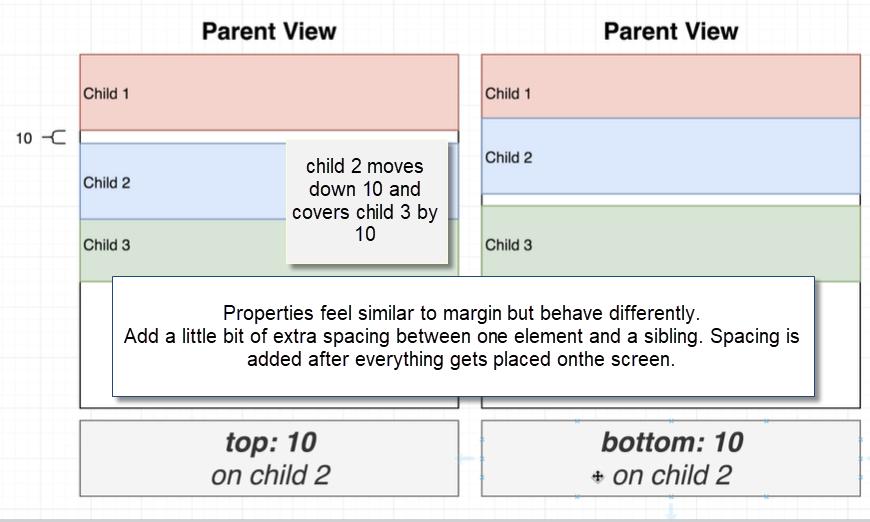 Parent View
Child 1
10
Child 2
Child 3
child 2 moves
down 10 and
covers child 3 by
10
Parent View
Child 1
Child 2
Child 3
Properties feel similar to margin but behave differently.
Add a little bit of extra spacing between one element and a sibling. Spacing is
added after everything gets placed onthe screen.
top: 10
on child 2
bottom: 10
on child 2